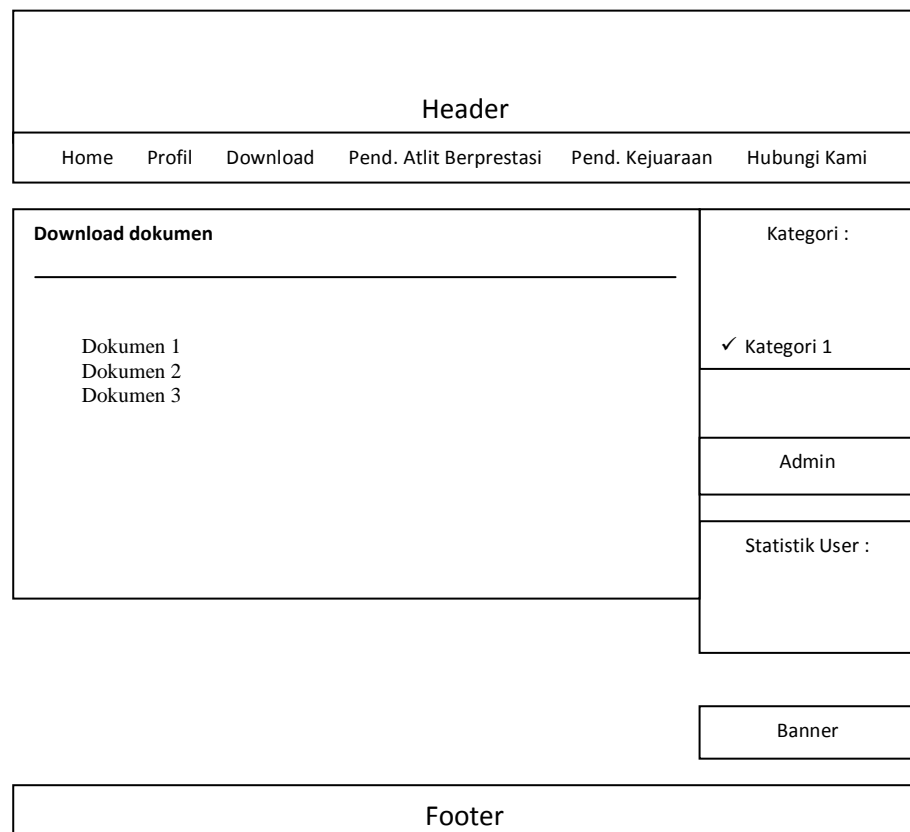 Header
Home Profil Download Pend. Atlit Berprestasi Pend. Kejuaraan Hubungi Kami
Download dokumen
Dokumen 1
Dokumen 2
Dokumen 3
Kategori :
✓ Kategori 1
Admin
Statistik User :
Banner
Footer